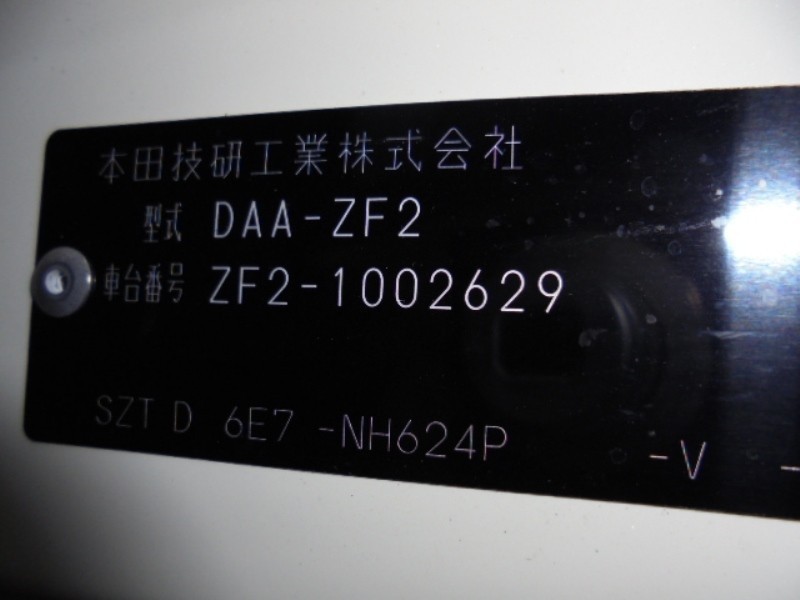 本田技研工業株式会社
型式 DAA-ZF2
車台番号 ZF2-1002629
SZT D 6E7 -NH624P -V -